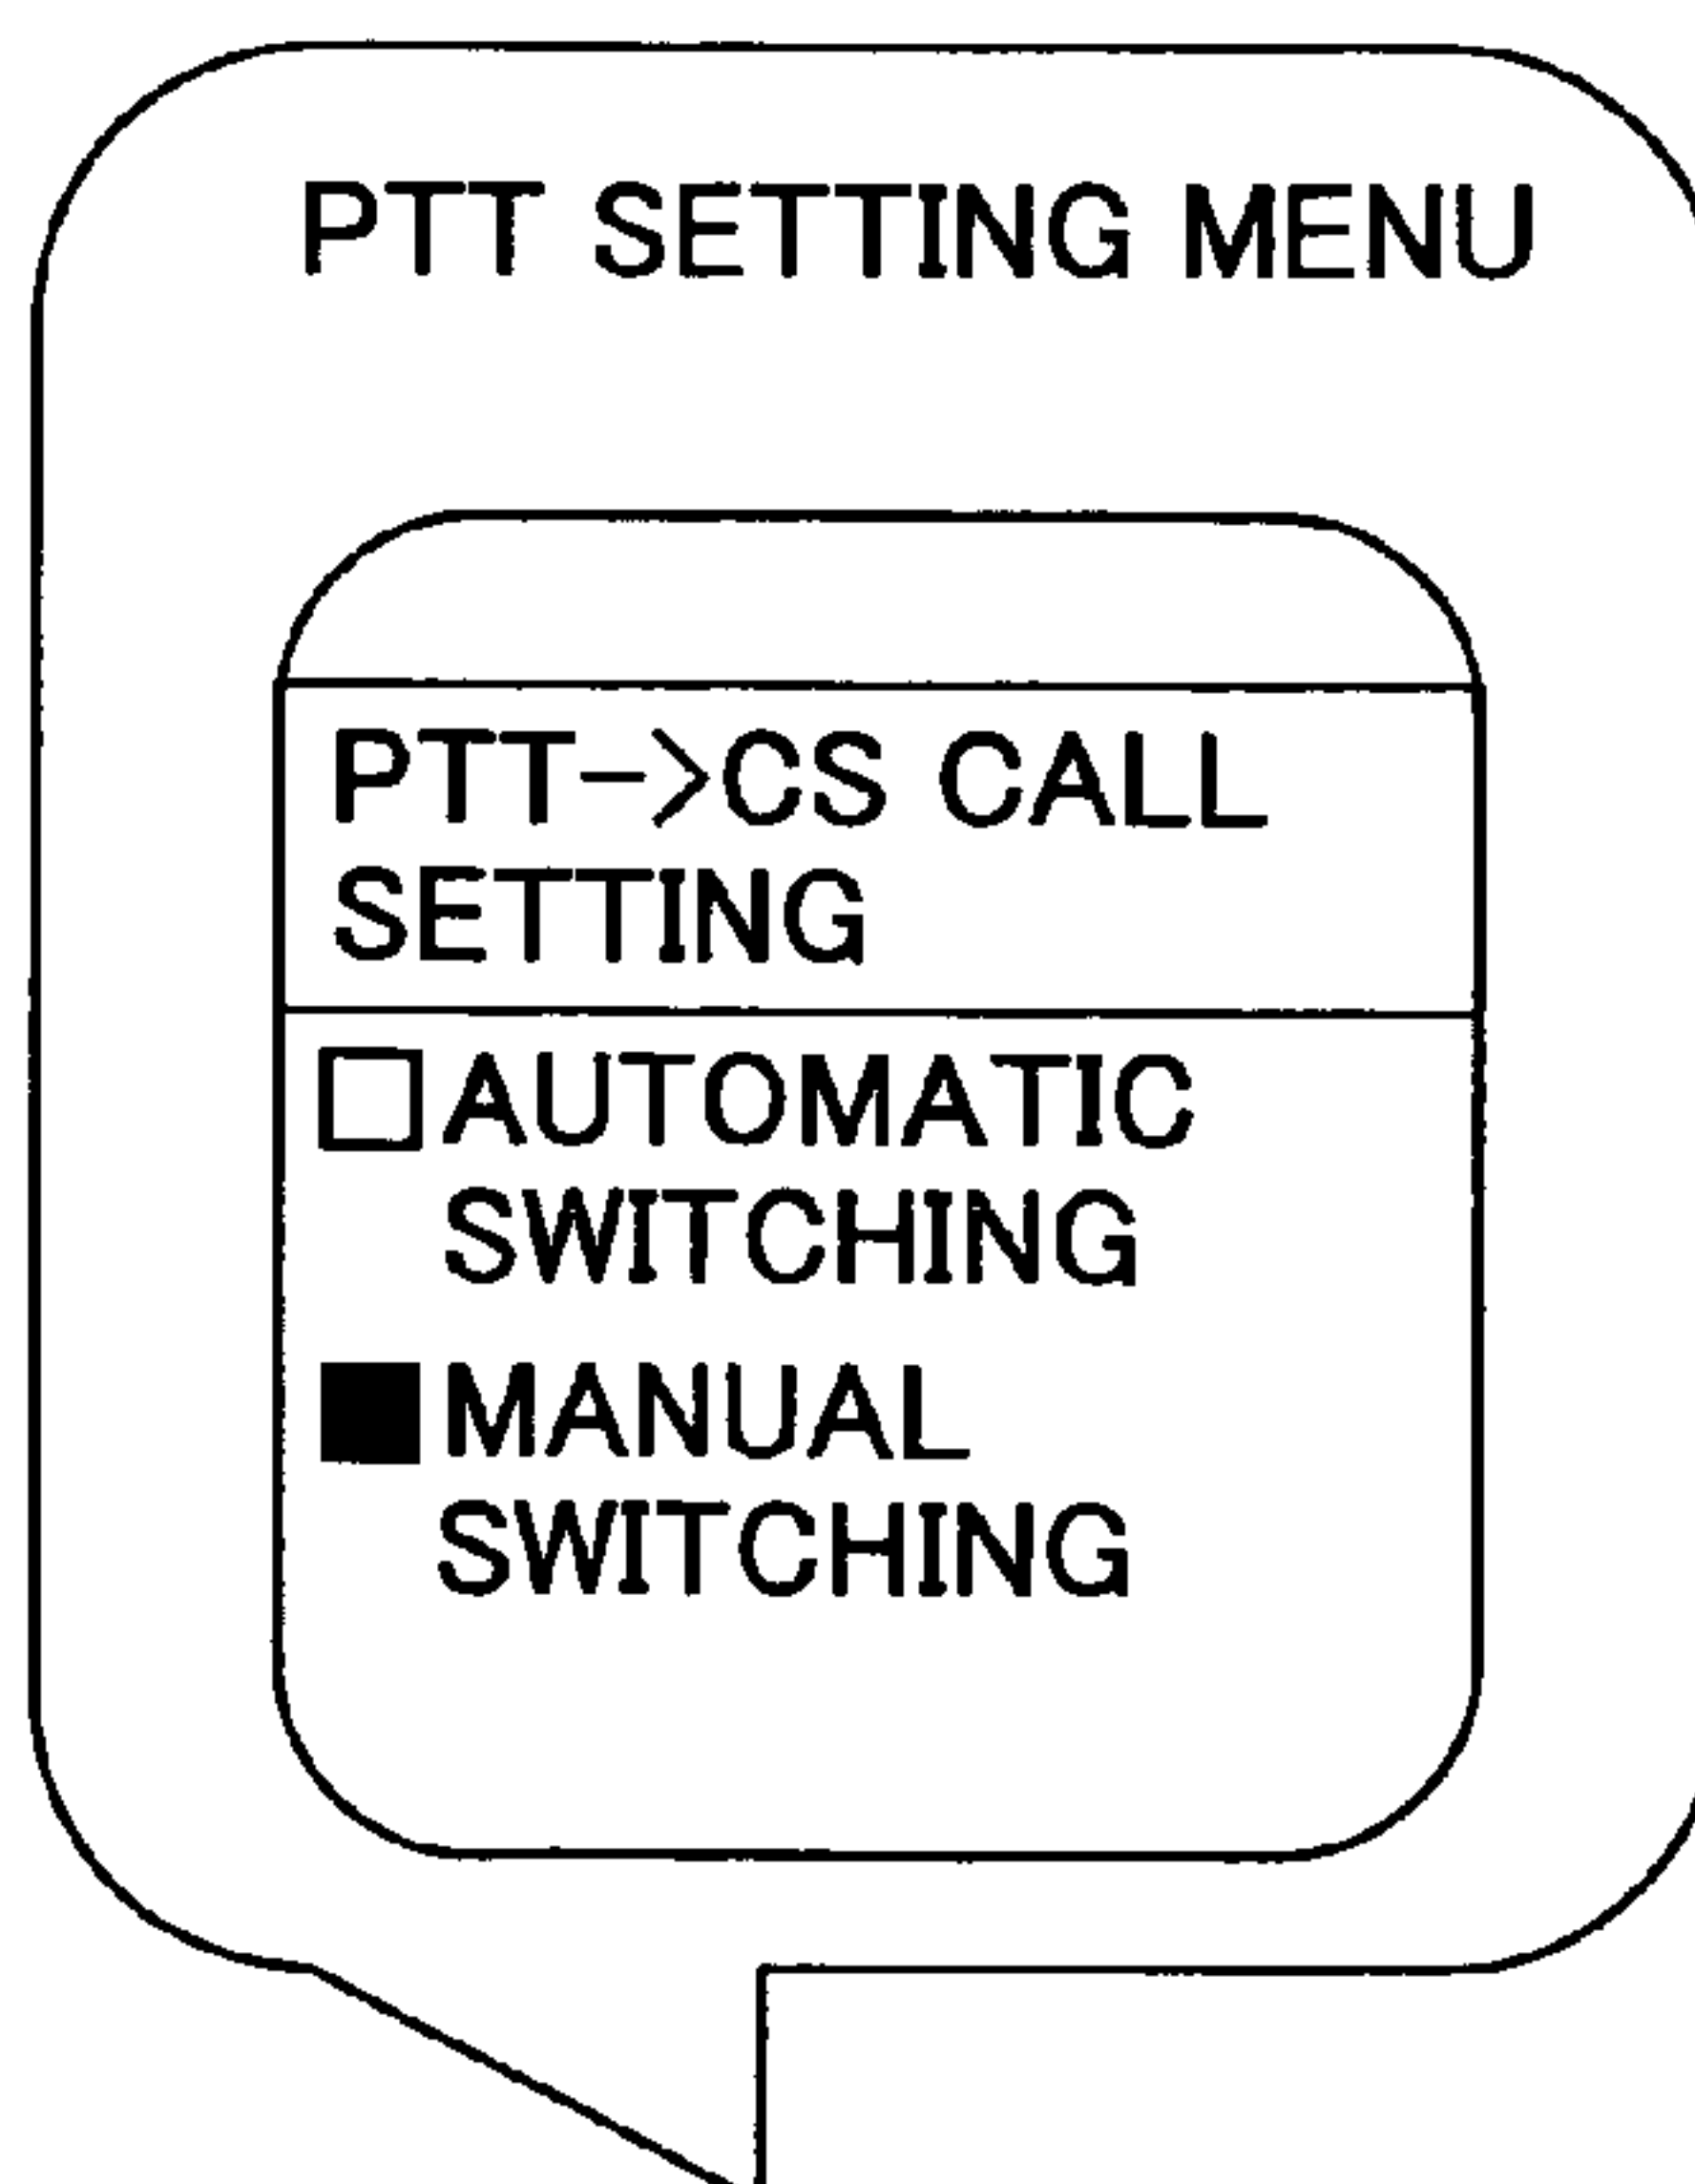 PTT SETTING MENU
PTT->CS CALL
SETTING
□AUTOMATIC
SWITCHING
■MANUAL
SWITCHING